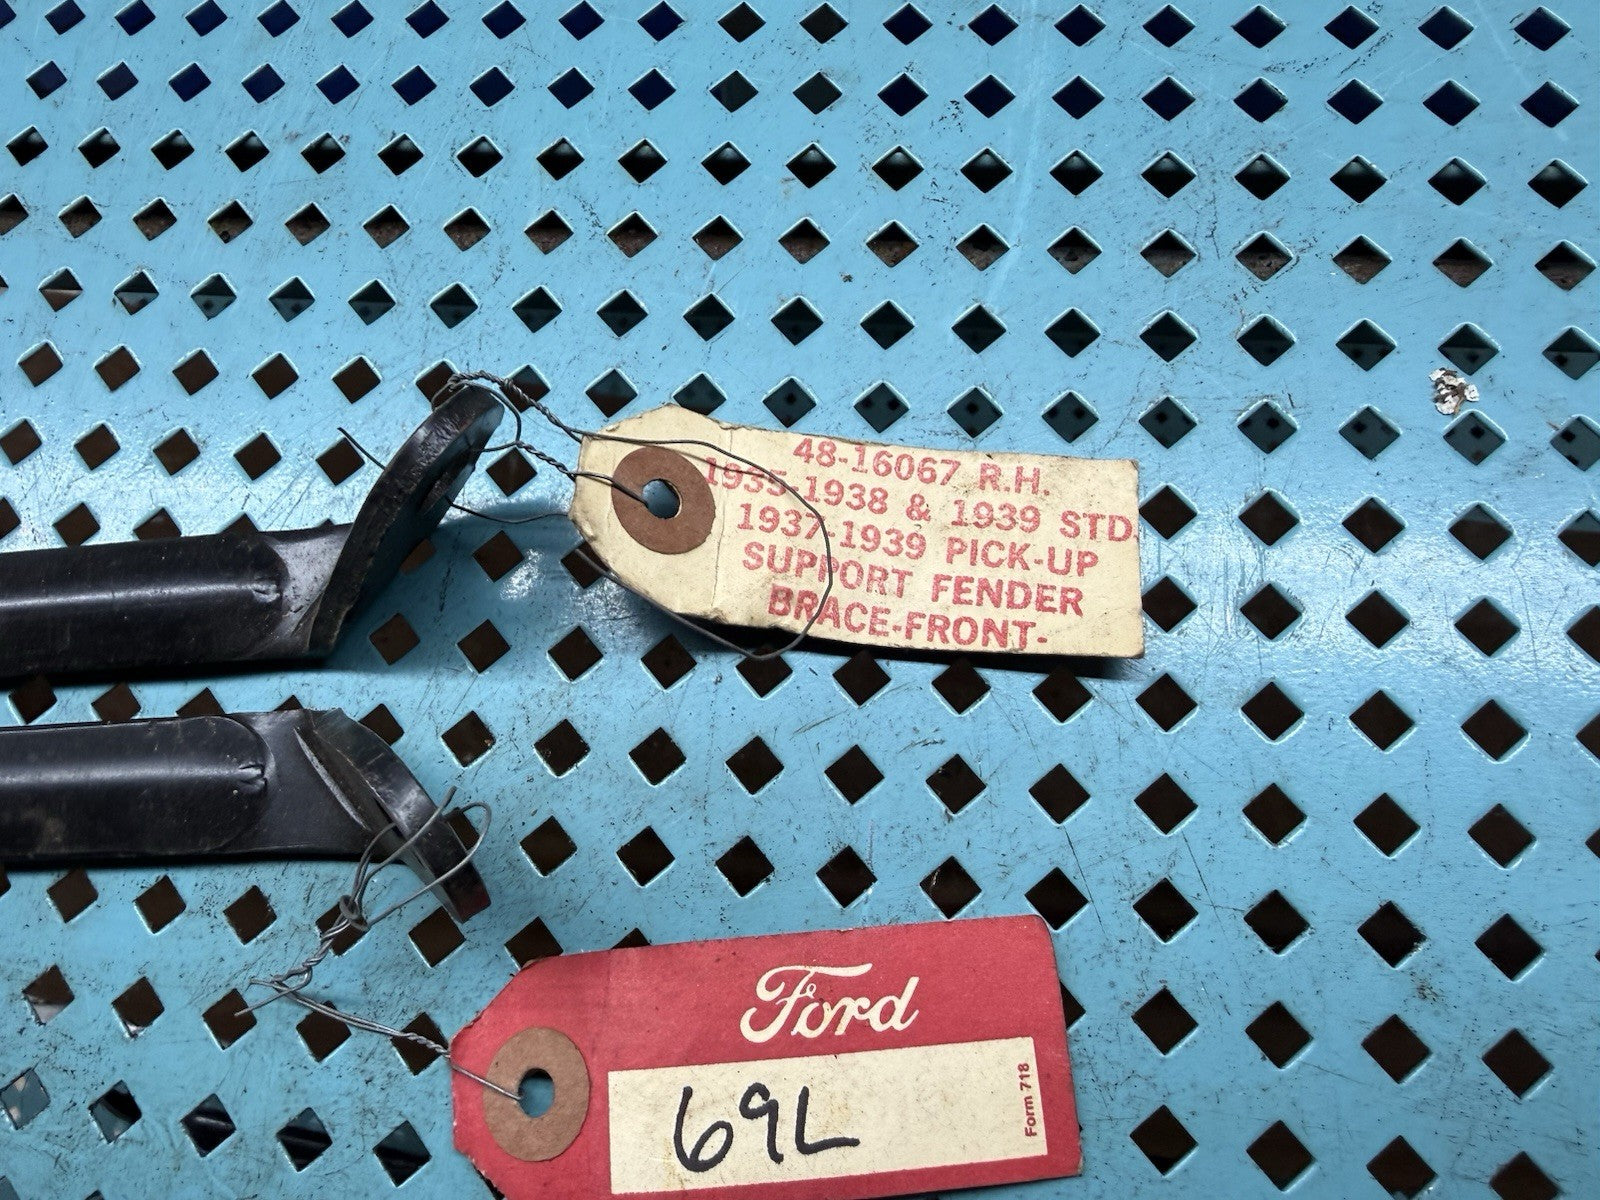 48-16067 R.H.
1935-1938 & 1939 STD.
1937-1939 PICK-UP
SUPPORT FENDER
BRACE-FRONT-
Ford
69L
Form 718